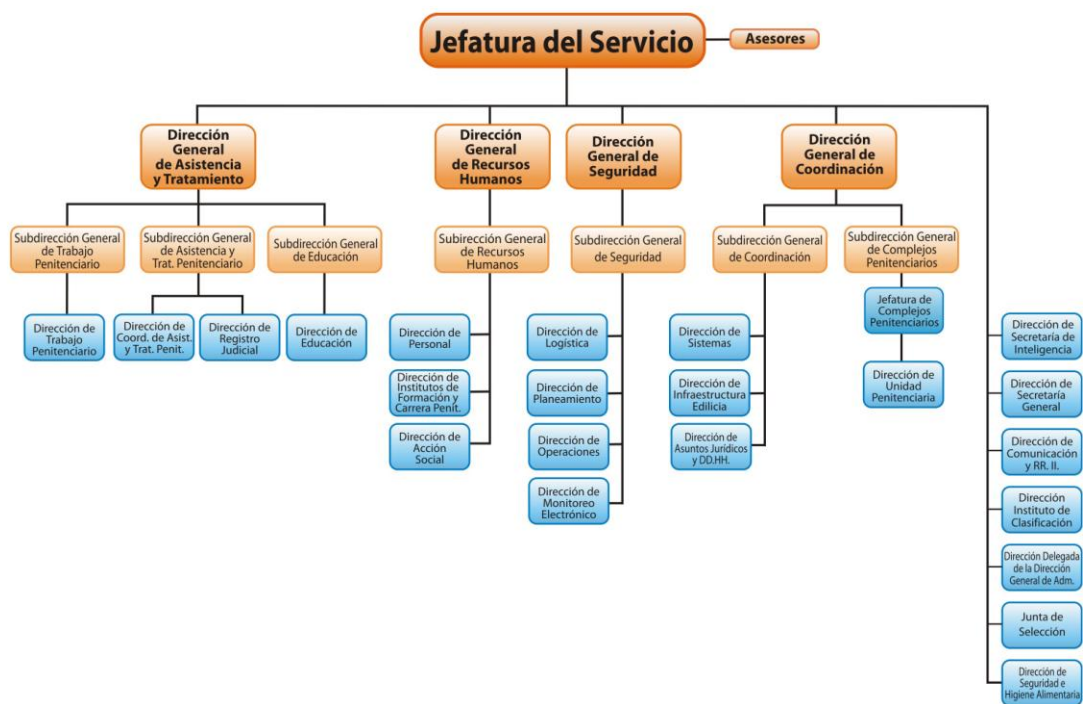 Jefatura del Servicio
Asesores
Dirección
General
de Asistencia
y Tratamiento
Dirección
General
de Recursos
Humanos
Dirección
General de
Seguridad
Dirección
General de
Coordinación
Subdirección General
de Trabajo
Penitenciario
Subdirección General
de Asistencia y
Trat. Penitenciario
Subdirección General
de Educación
Subirección General
de Recursos
Humanos
Subdirección General
de Seguridad
Subdirección General
de Coordinación
Subdirección General
de Complejos
Penitenciarios
Dirección de
Trabajo
Penitenciario
Dirección de
Coord. de Asist.
y Trat. Penit.
Dirección de
Registro
Judicial
Dirección de
Educación
Dirección de
Personal
Dirección de
Institutos de
Formación y
Carrera Penit.
Dirección de
Acción
Social
Dirección de
Logística
Dirección de
Planeamiento
Dirección de
Operaciones
Dirección de
Monitoreo
Electrónico
Dirección de
Sistemas
Dirección de
Infraestructura
Edilicia
Dirección de
Asuntos Jurídicos
y DD.HH.
Jefatura de
Complejos
Penitenciarios
Dirección de
Unidad
Penitenciaria
Dirección de
Secretaría de
Inteligencia
Dirección de
Secretaría
General
Dirección de
Comunicación
y RR. II.
Dirección
Instituto de
Clasificación
Dirección Delegada
de la Dirección
General de Adm.
Junta de
Selección
Dirección de
Seguridad e
Higiene Alimentaria